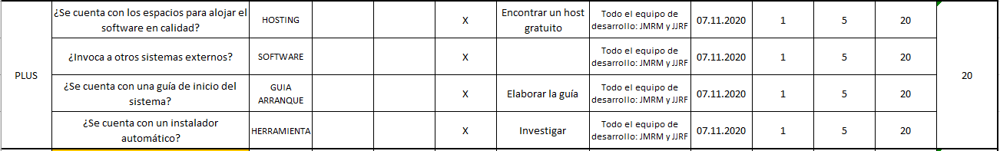 PLUS
¿Se cuenta con los espacios para alojar el
software en calidad?
HOSTING
X
Encontrar un host
gratuito
Todo el equipo de
desarrollo: JMRM y JJRF
07.11.2020
1
5
20
¿Invoca a otros sistemas externos?
SOFTWARE
X
Todo el equipo de
desarrollo: JMRM y JJRF
07.11.2020
1
5
20
¿Se cuenta con una guía de inicio del
sistema?
GUIA
ARRANQUE
X
Elaborar la guía
Todo el equipo de
desarrollo: JMRM y JJRF
07.11.2020
1
5
20
¿Se cuenta con un instalador
automático?
HERRAMIENTA
X
Investigar
Todo el equipo de
desarrollo: JMRM y JJRF
07.11.2020
1
5
20
20